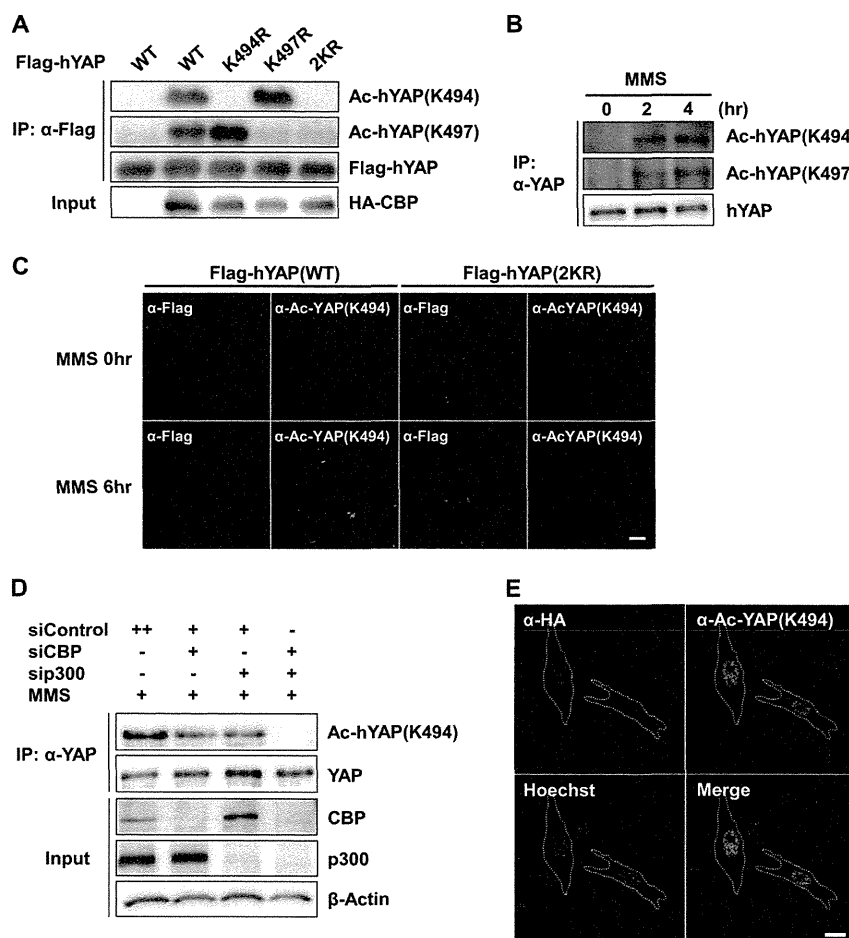 A
Flag-hYAP WT WT K494R K497R 2KR
IP: α-Flag
Ac-hYAP(K494)
Ac-hYAP(K497)
Flag-hYAP
Input
HA-CBP
B
MMS
0 2 4 (hr)
IP:
α-YAP
Ac-hYAP(K494
Ac-hYAP(K497
hYAP
C
Flag-hYAP(WT) Flag-hYAP(2KR)
MMS 0hr
α-Flag α-Ac-YAP(K494) α-Flag α-AcYAP(K494)
MMS 6hr
α-Flag α-Ac-YAP(K494) α-Flag α-AcYAP(K494)
D
siControl ++ + + -
siCBP - + - +
sip300 - - + +
MMS + + + +
IP: α-YAP
Ac-hYAP(K494)
YAP
Input
CBP
p300
β-Actin
E
α-HA α-Ac-YAP(K494)
Hoechst Merge